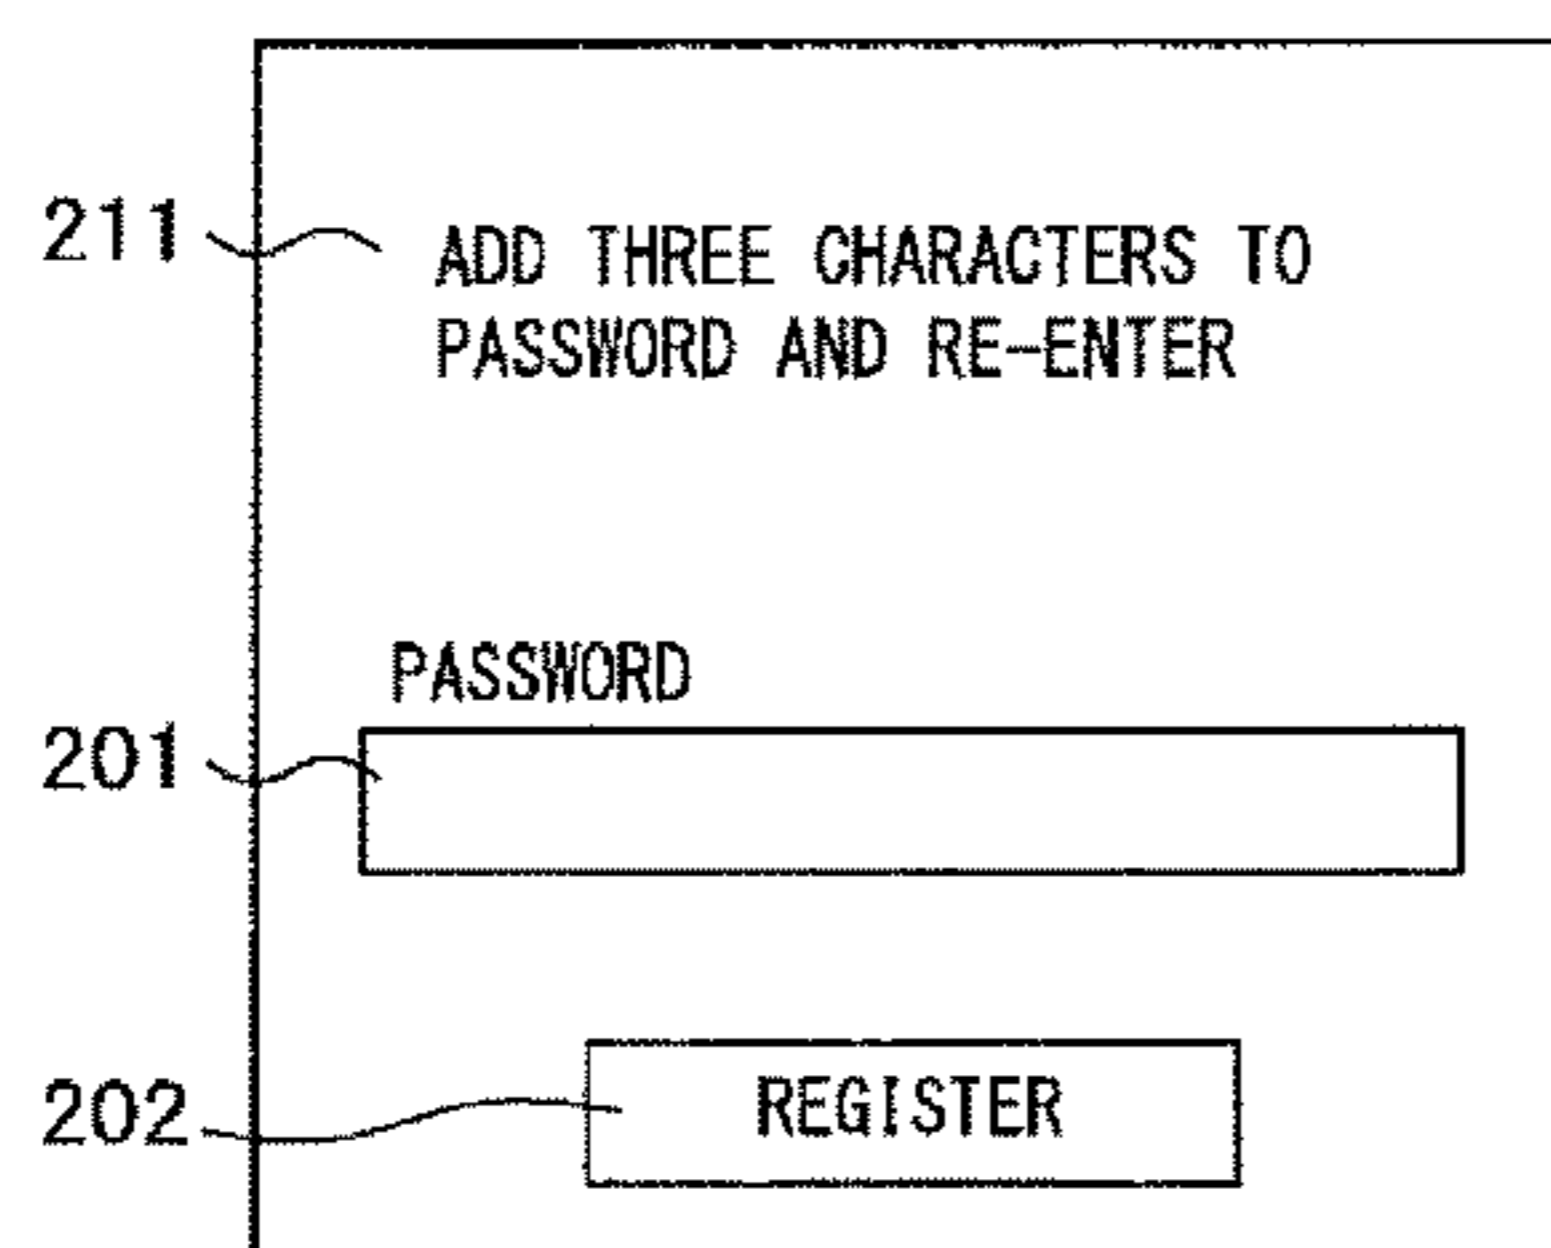 211
ADD THREE CHARACTERS TO
PASSWORD AND RE-ENTER
PASSWORD
201
202
REGISTER